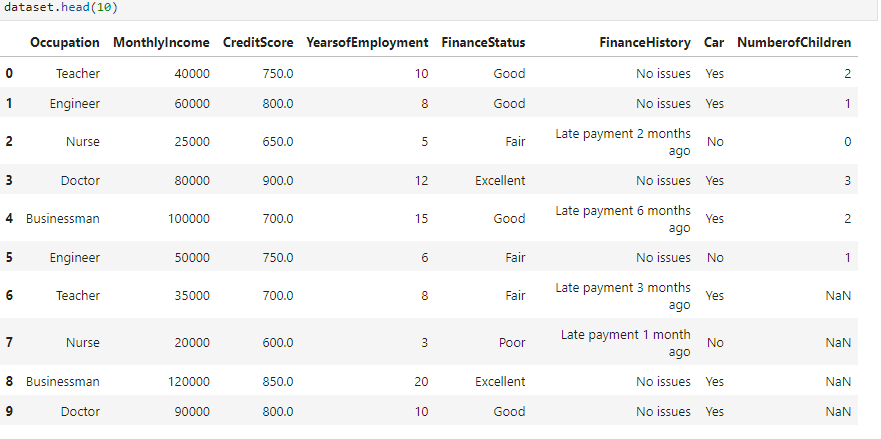 dataset.head(10)
Occupation MonthlyIncome CreditScore YearsofEmployment FinanceStatus FinanceHistory Car NumberofChildren
0 Teacher 40000 750.0 10 Good No issues Yes 2
1 Engineer 60000 800.0 8 Good No issues Yes 1
2 Nurse 25000 650.0 5 Fair Late payment 2 months
ago No 0
3 Doctor 80000 900.0 12 Excellent No issues Yes 3
4 Businessman 100000 700.0 15 Good Late payment 6 months
ago Yes 2
5 Engineer 50000 750.0 6 Fair No issues No 1
6 Teacher 35000 700.0 8 Fair Late payment 3 months
ago Yes NaN
7 Nurse 20000 600.0 3 Poor Late payment 1 month
ago No NaN
8 Businessman 120000 850.0 20 Excellent No issues Yes NaN
9 Doctor 90000 800.0 10 Good No issues Yes NaN